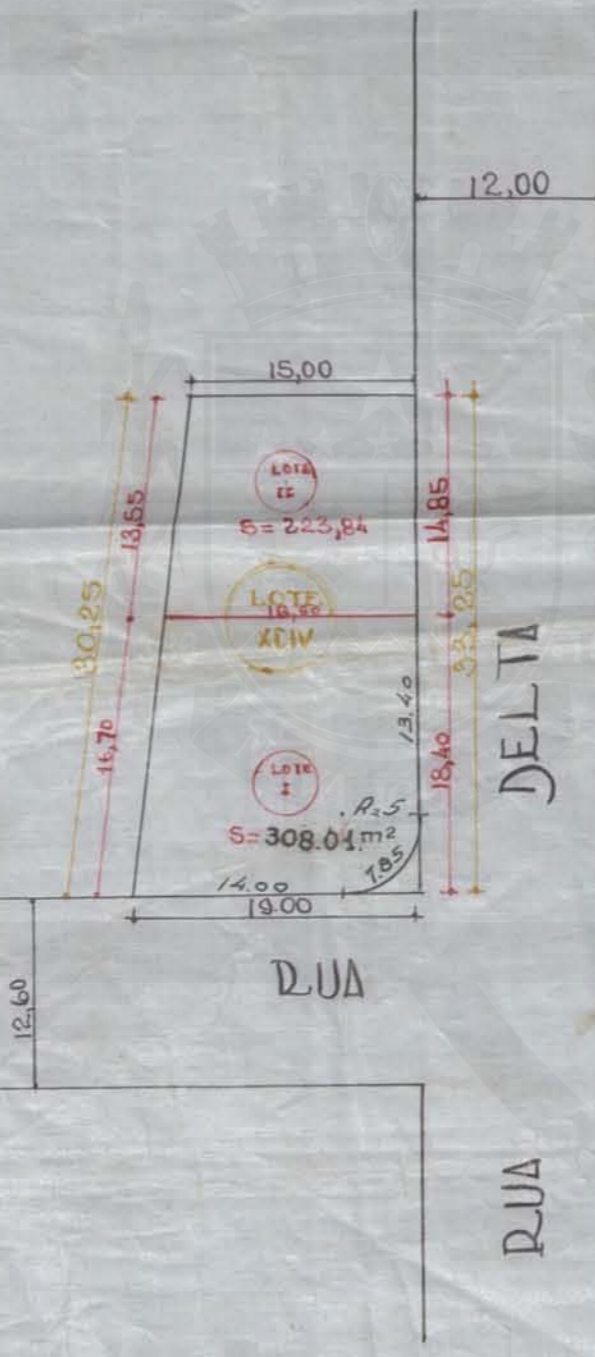 12,00
15,00
LOTE
II
S= 223,84
13,55
14,85
30,25
33,25
LOTE
XCIV
16,70
13.40
18,40
DELTA
LOTE
I
R=5
S= 308.01.m²
7.85
14.00
19.00
RUA
12,60
RUA